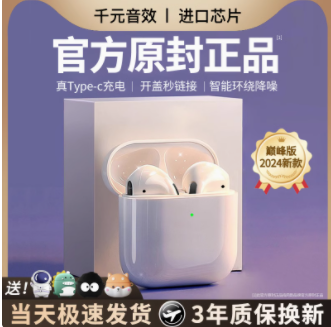 千元音效 | 进口芯片
官方原封正品
真Type-c充电 | 开盖秒链接 | 智能环绕降噪
巅峰版
2024新款
送!
当天极速发货
3年质保换新